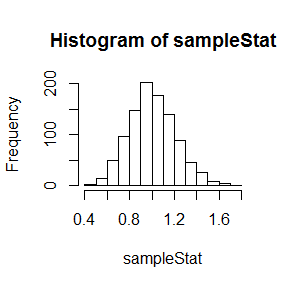 Histogram of sampleStat
Frequency
200
100
0
0.4 0.8 1.2 1.6
sampleStat